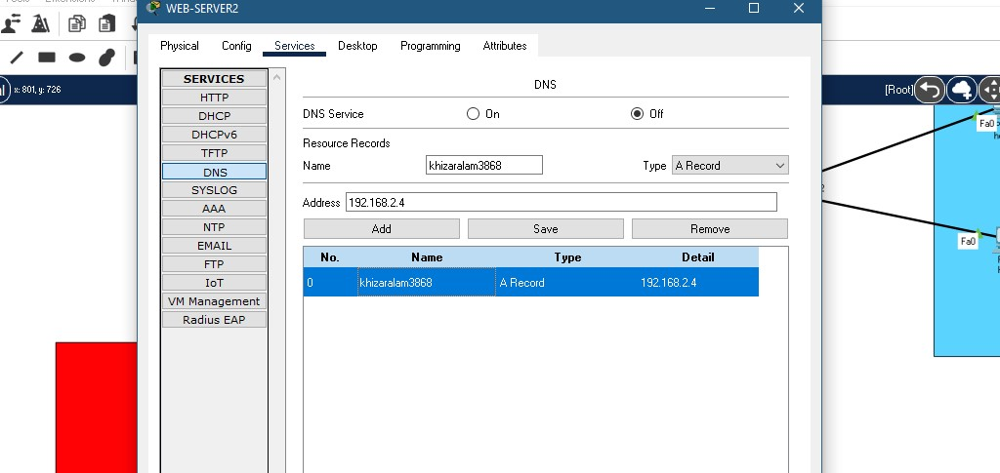 WEB-SERVER2
Physical Config Services Desktop Programming Attributes
x: 801, y: 726
[Root]
SERVICES
HTTP
DHCP
DHCPv6
TFTP
DNS
SYSLOG
AAA
NTP
EMAIL
FTP
IoT
VM Management
Radius EAP
DNS
DNS Service On Off
Resource Records
Name khizaralam3868 Type A Record
Address 192.168.2.4
Add Save Remove
No. Name Type Detail
0 khizaralam3868 A Record 192.168.2.4
Fa0
Fa0